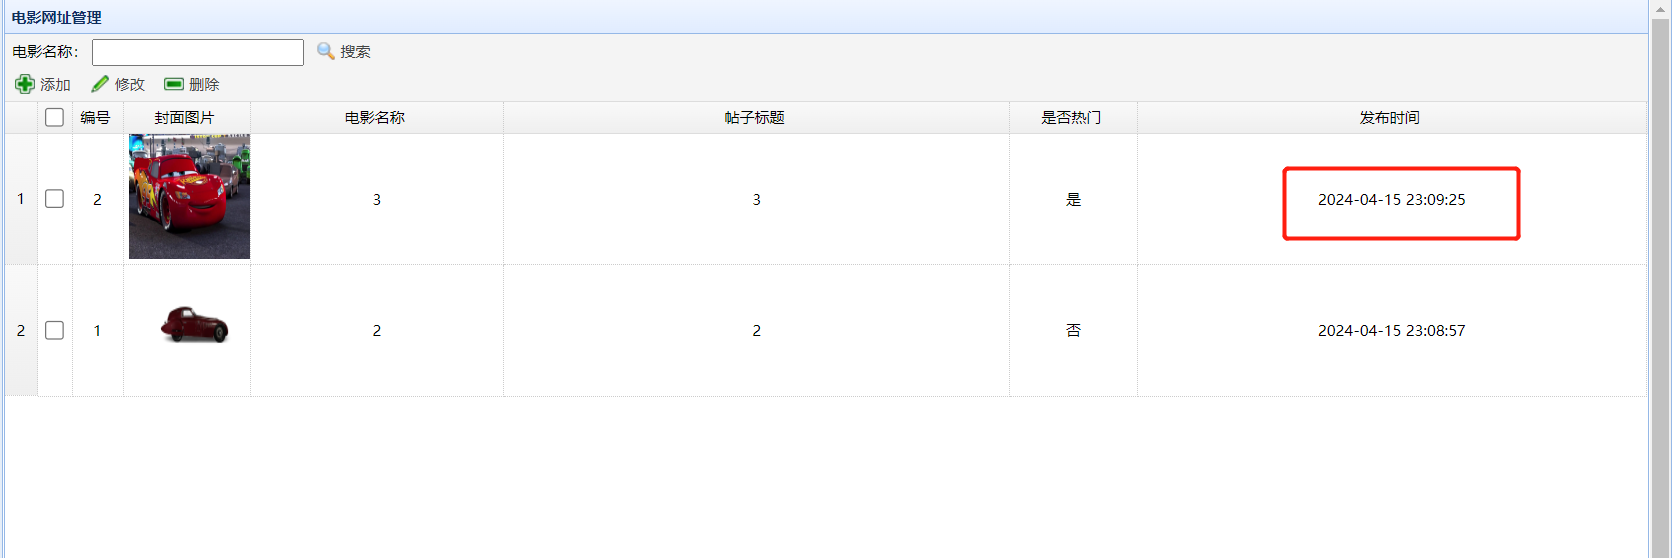 电影网址管理
电影名称： 搜索
添加 修改 删除
编号 封面图片 电影名称 帖子标题 是否热门 发布时间
1 2 3 3 是 2024-04-15 23:09:25
2 1 2 2 否 2024-04-15 23:08:57